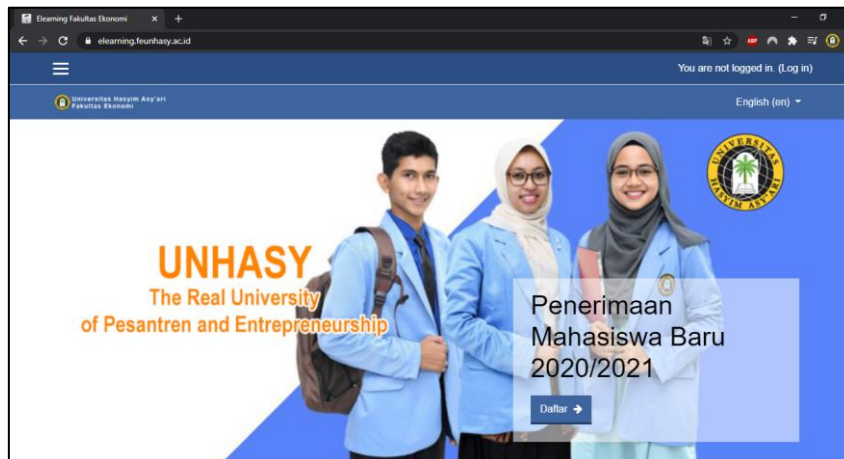 Elearning Fakultas Ekonomi
elearning.feunhasy.ac.id
ABP
You are not logged in. (Log in)
Universitas Hasyim Asy'ari
Fakultas Ekonomi
English (en)
UNIVERSITAS
HASYIM ASY'ARI
UNHASY
The Real University
of Pesantren and Entrepreneurship
Penerimaan
Mahasiswa Baru
2020/2021
Daftar